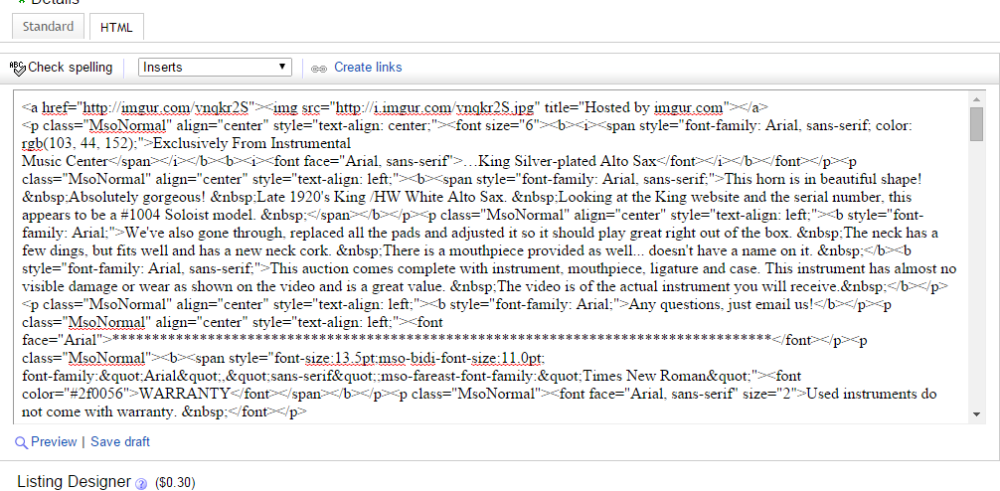 Details
Standard
HTML
ABC Check spelling
Inserts
Create links
<a href="http://imgur.com/vnqkr2S"><img src="http://i.imgur.com/vnqkr2S.jpg" title="Hosted by imgur.com"></a>
<p class="MsoNormal" align="center" style="text-align: center;"><font size="6"><b><i><span style="font-family: Arial, sans-serif; color:
rgb(103, 44, 152);">Exclusively From Instrumental
Music Center</span></i></b><b><i><font face="Arial, sans-serif">…King Silver-plated Alto Sax</font></i></b></font></p><p
class="MsoNormal" align="center" style="text-align: left;"><b><span style="font-family: Arial, sans-serif;">This horn is in beautiful shape!
&nbsp;Absolutely gorgeous! &nbsp;Late 1920's King /HW White Alto Sax. &nbsp;Looking at the King website and the serial number, this
appears to be a #1004 Soloist model. &nbsp;</span></b></p><p class="MsoNormal" align="center" style="text-align: left;"><b style="font-
family: Arial;">We've also gone through, replaced all the pads and adjusted it so it should play great right out of the box. &nbsp;The neck has a
few dings, but fits well and has a new neck cork. &nbsp;There is a mouthpiece provided as well... doesn't have a name on it. &nbsp;</b><b
style="font-family: Arial, sans-serif;">This auction comes complete with instrument, mouthpiece, ligature and case. This instrument has almost no
visible damage or wear as shown on the video and is a great value. &nbsp;The video is of the actual instrument you will receive.&nbsp;</b></p>
<p class="MsoNormal" align="center" style="text-align: left;"><b style="font-family: Arial;">Any questions, just email us!</b></p><p
class="MsoNormal" align="center" style="text-align: left;"><font
face="Arial">***********************************************************************************</font></p><p
class="MsoNormal"><b><span style="font-size:13.5pt;mso-bidi-font-size:11.0pt;
font-family:&quot;Arial&quot;,&quot;sans-serif&quot;;mso-fareast-font-family:&quot;Times New Roman&quot;"><font
color="#2f0056">WARRANTY</font></span></b></p><p class="MsoNormal"><font face="Arial, sans-serif" size="2">Used instruments do
not come with warranty. &nbsp;</font></p>
Preview | Save draft
Listing Designer ? ($0.30)